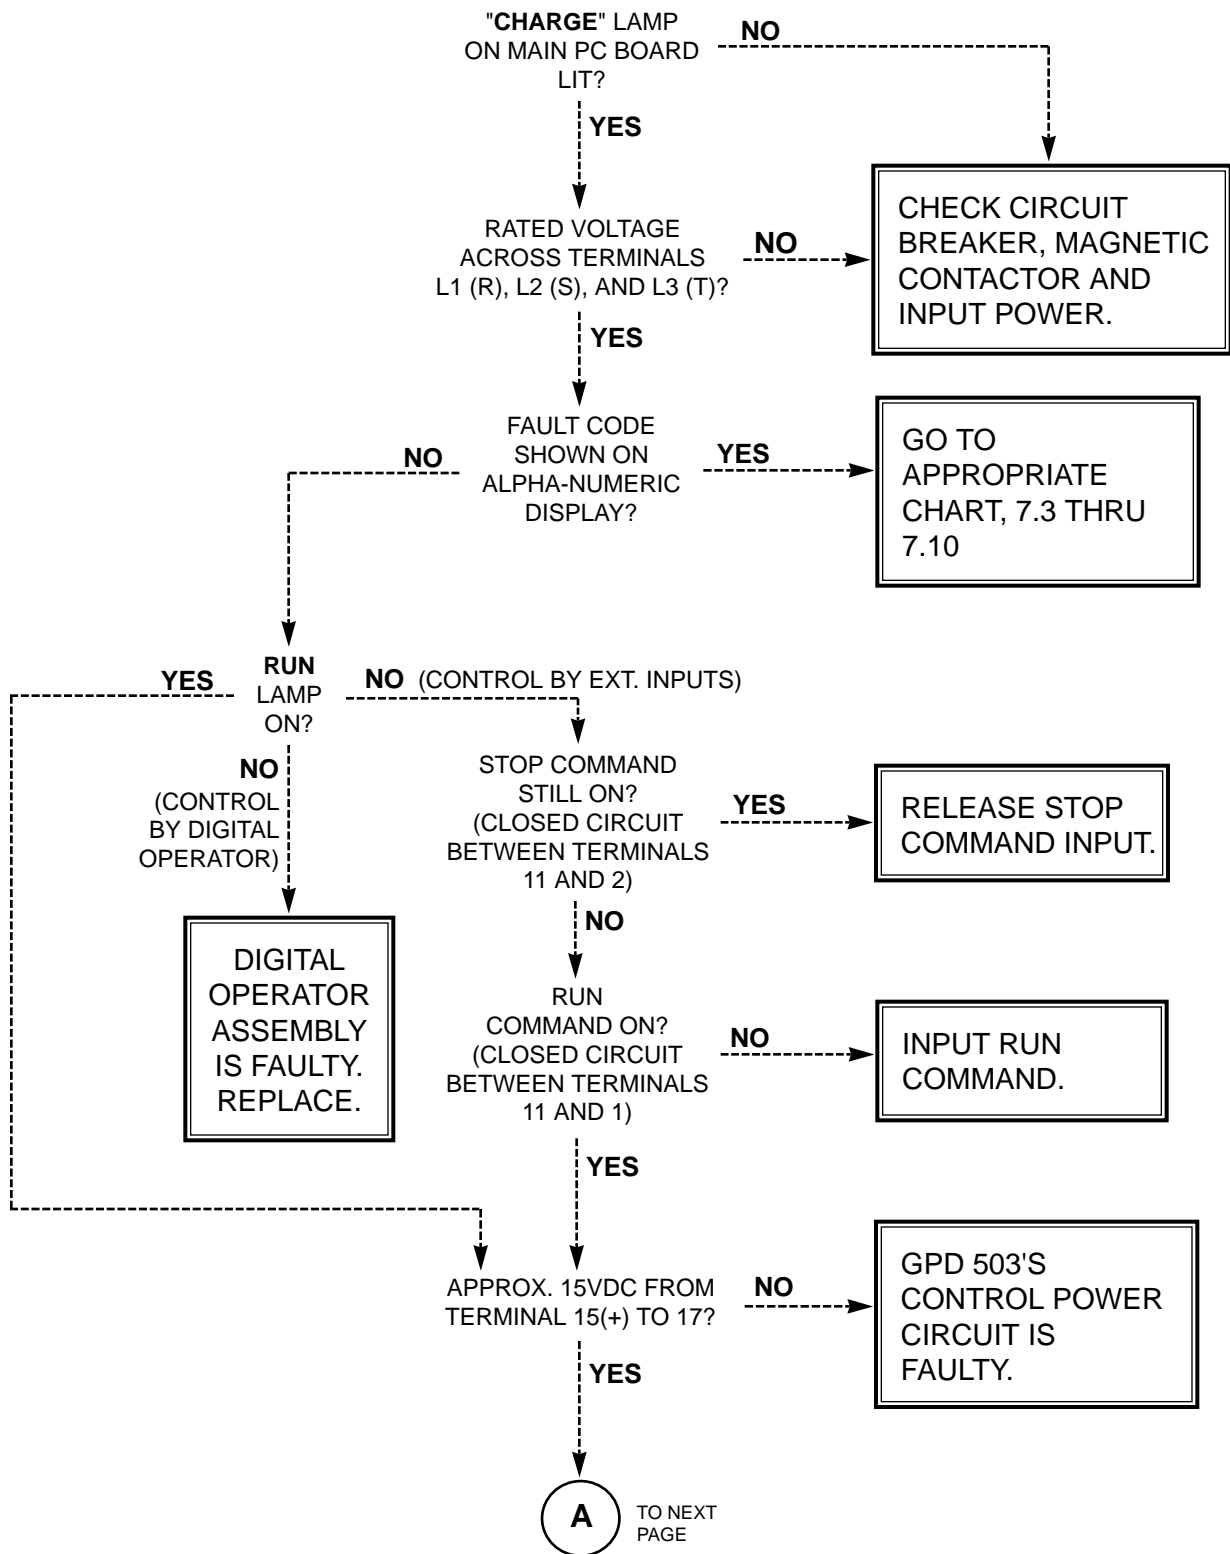 "CHARGE" LAMP
ON MAIN PC BOARD
LIT?
NO
YES
CHECK CIRCUIT
BREAKER, MAGNETIC
CONTACTOR AND
INPUT POWER.
RATED VOLTAGE
ACROSS TERMINALS
L1 (R), L2 (S), AND L3 (T)?
NO
YES
FAULT CODE
SHOWN ON
ALPHA-NUMERIC
DISPLAY?
NO
YES
GO TO
APPROPRIATE
CHART, 7.3 THRU
7.10
YES
RUN
LAMP
ON?
NO (CONTROL BY EXT. INPUTS)
NO
(CONTROL
BY DIGITAL
OPERATOR)
STOP COMMAND
STILL ON?
(CLOSED CIRCUIT
BETWEEN TERMINALS
11 AND 2)
YES
RELEASE STOP
COMMAND INPUT.
NO
DIGITAL
OPERATOR
ASSEMBLY
IS FAULTY.
REPLACE.
RUN
COMMAND ON?
(CLOSED CIRCUIT
BETWEEN TERMINALS
11 AND 1)
NO
INPUT RUN
COMMAND.
YES
APPROX. 15VDC FROM
TERMINAL 15(+) TO 17?
NO
GPD 503'S
CONTROL POWER
CIRCUIT IS
FAULTY.
YES
A
TO NEXT
PAGE